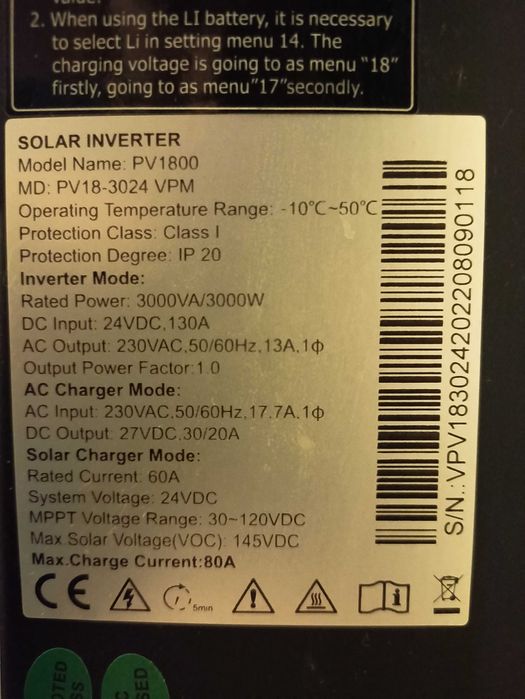 value.
2. When using the LI battery, it is necessary
to select Li in setting menu 14. The
charging voltage is going to as menu "18"
firstly, going to as menu"17"secondly.
SOLAR INVERTER
Model Name: PV1800
MD: PV18-3024 VPM
Operating Temperature Range: -10℃~50℃
Protection Class: Class I
Protection Degree: IP 20
Inverter Mode:
Rated Power: 3000VA/3000W
DC Input: 24VDC,130A
AC Output: 230VAC,50/60Hz,13A,1ф
Output Power Factor:1.0
AC Charger Mode:
AC Input: 230VAC,50/60Hz,17.7A,1ф
DC Output: 27VDC,30/20A
Solar Charger Mode:
Rated Current: 60A
System Voltage: 24VDC
MPPT Voltage Range: 30~120VDC
Max.Solar Voltage(VOC): 145VDC
Max.Charge Current:80A
CE
5min
S/N.:VPV18302420220809​0118